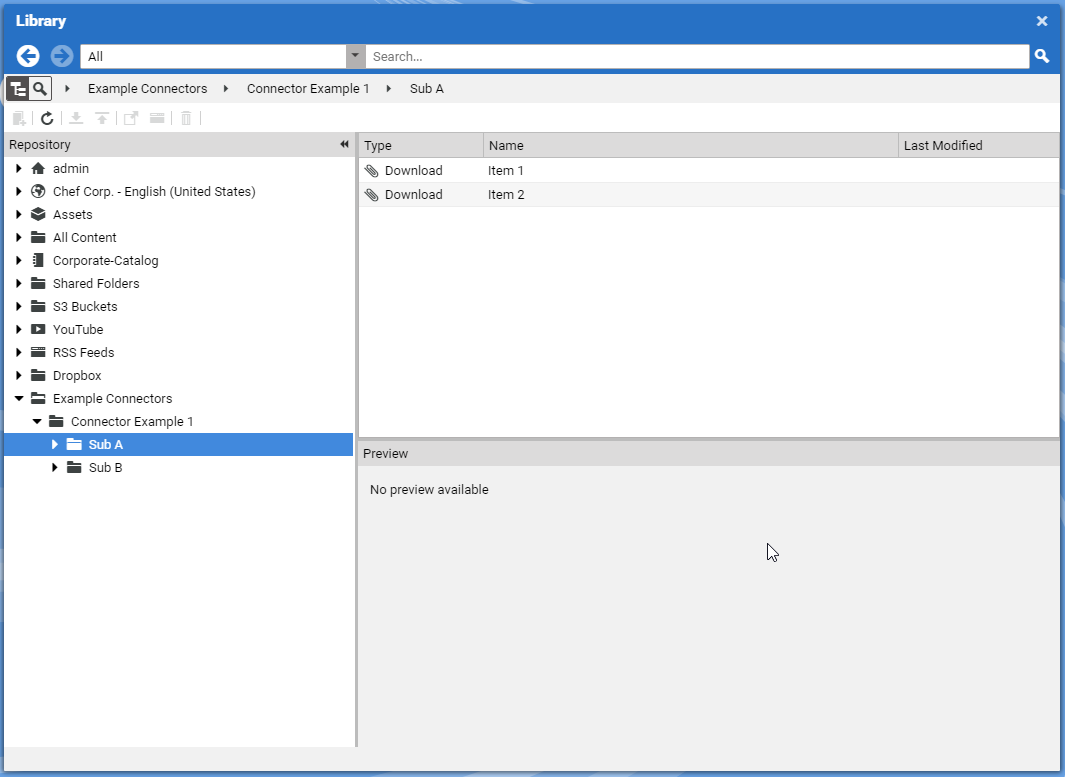 Library
All Search...
Example Connectors Connector Example 1 Sub A
Repository
admin
Chef Corp. - English (United States)
Assets
All Content
Corporate-Catalog
Shared Folders
S3 Buckets
YouTube
RSS Feeds
Dropbox
Example Connectors
Connector Example 1
Sub A
Sub B
Type Name Last Modified
Download Item 1
Download Item 2
Preview
No preview available